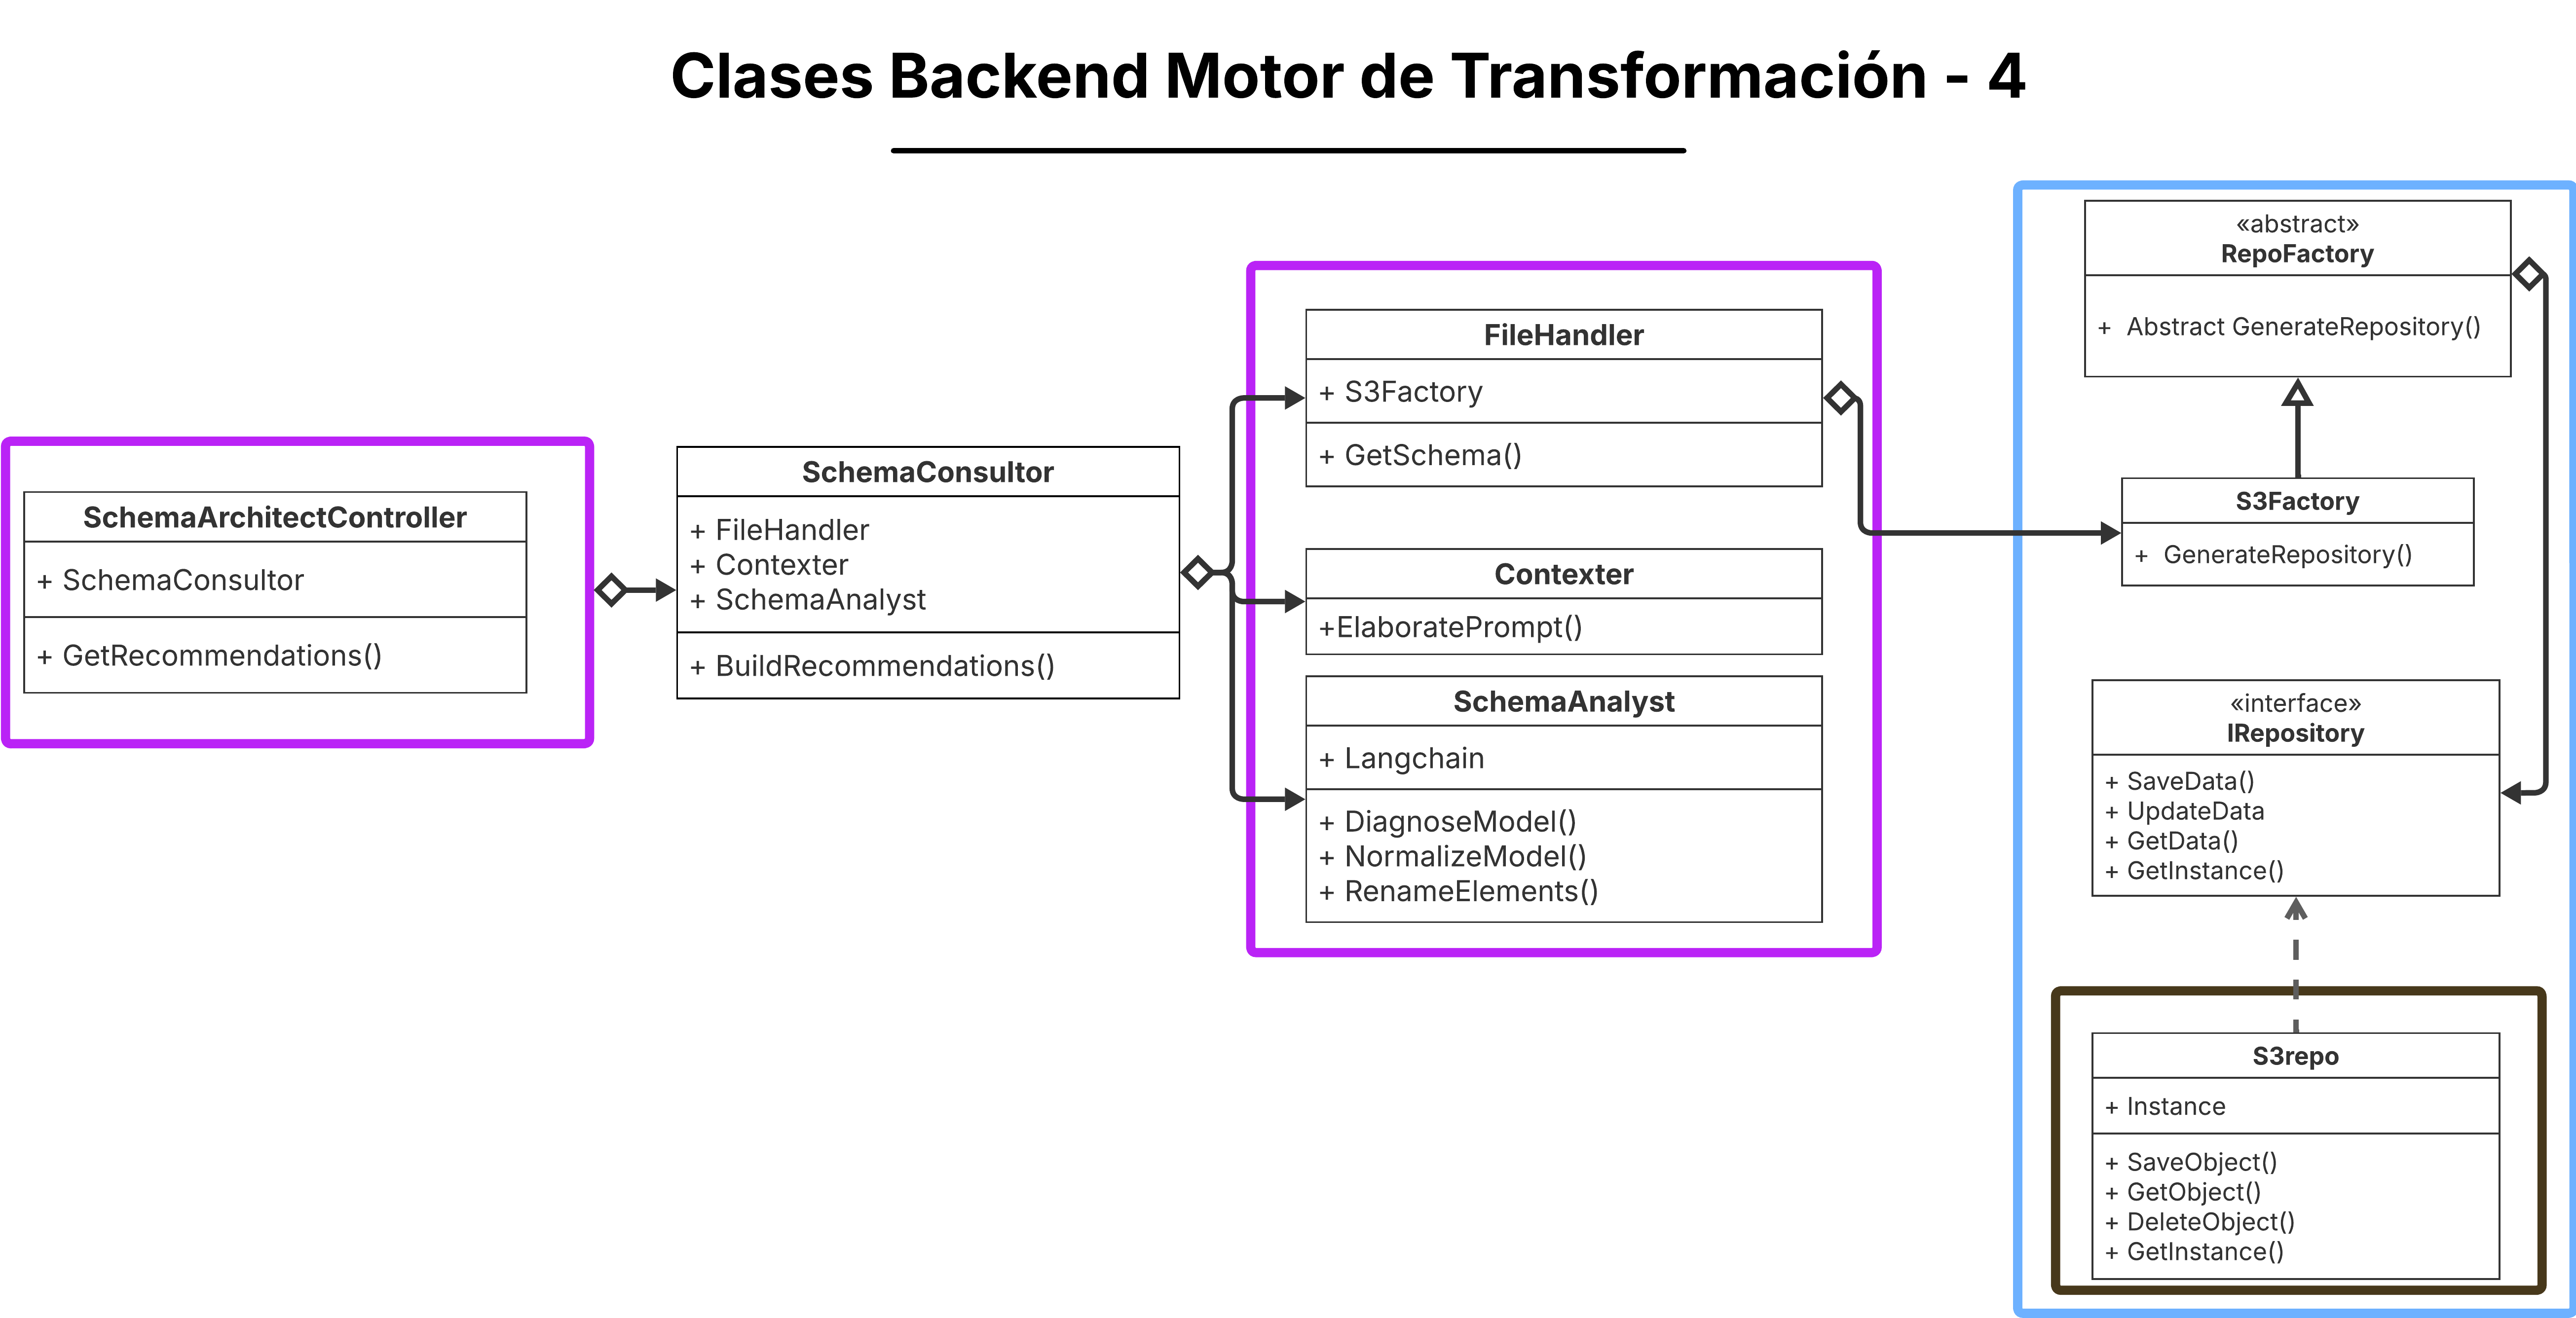 Clases Backend Motor de Transformación - 4
SchemaArchitectController
+ SchemaConsultor
+ GetRecommendations()
SchemaConsultor
+ FileHandler
+ Contexter
+ SchemaAnalyst
+ BuildRecommendations()
FileHandler
+ S3Factory
+ GetSchema()
Contexter
+ElaboratePrompt()
SchemaAnalyst
+ Langchain
+ DiagnoseModel()
+ NormalizeModel()
+ RenameElements()
«abstract»
RepoFactory
+ Abstract GenerateRepository()
S3Factory
+ GenerateRepository()
«interface»
IRepository
+ SaveData()
+ UpdateData
+ GetData()
+ GetInstance()
S3repo
+ Instance
+ SaveObject()
+ GetObject()
+ DeleteObject()
+ GetInstance()